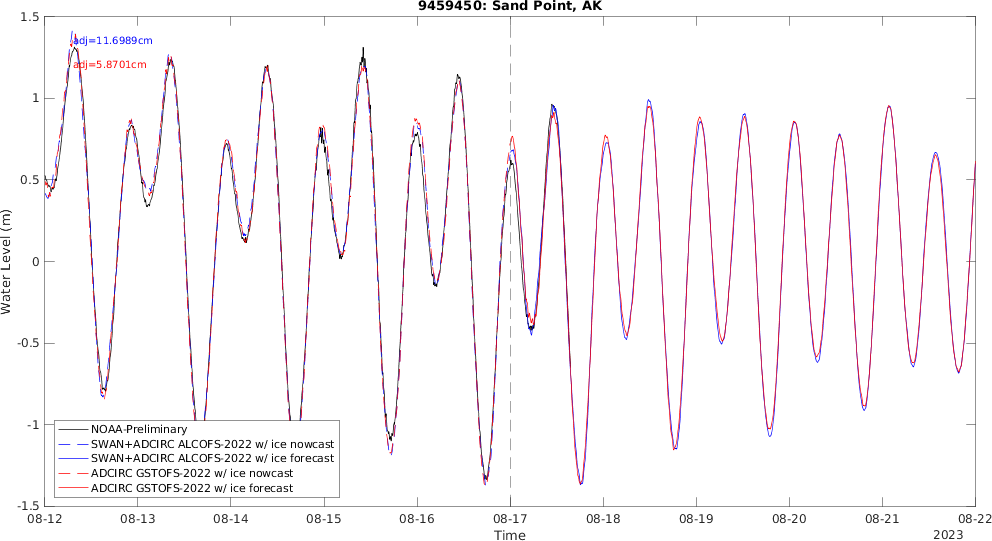 9459450: Sand Point, AK
1.5
adj=11.6989cm
adj=5.8701cm
1
0.5
0
-0.5
-1
-1.5
Water Level (m)
NOAA-Preliminary
SWAN+ADCIRC ALCOFS-2022 w/ ice nowcast
SWAN+ADCIRC ALCOFS-2022 w/ ice forecast
ADCIRC GSTOFS-2022 w/ ice nowcast
ADCIRC GSTOFS-2022 w/ ice forecast
08-12 08-13 08-14 08-15 08-16 08-17 08-18 08-19 08-20 08-21 08-22
Time
2023